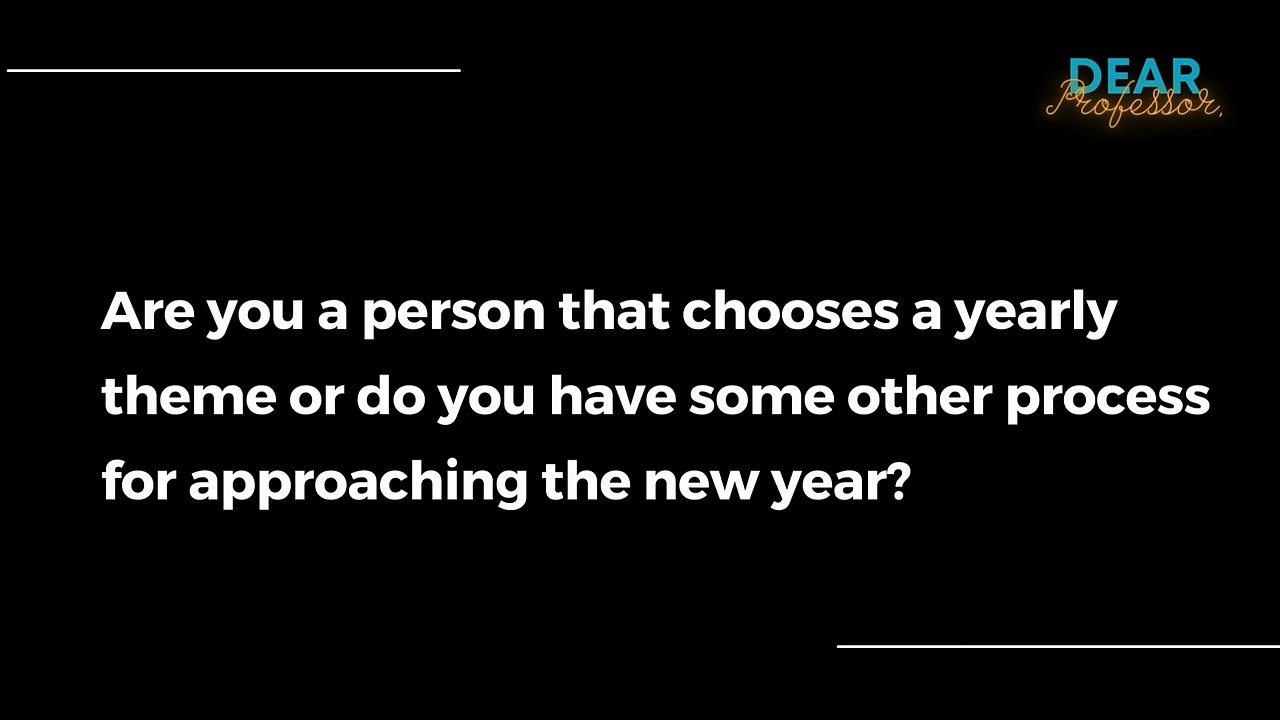 DEAR
Professor,
Are you a person that chooses a yearly
theme or do you have some other process
for approaching the new year?